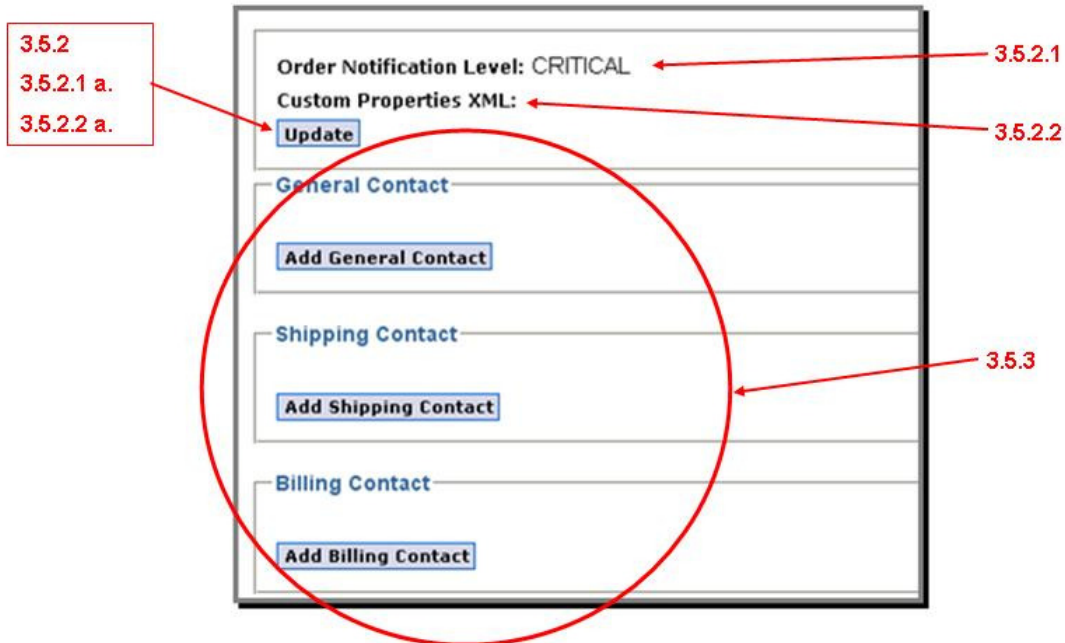 3.5.2
3.5.2.1 a.
3.5.2.2 a.
Order Notification Level: CRITICAL
3.5.2.1
Custom Properties XML:
3.5.2.2
Update
General Contact
Add General Contact
Shipping Contact
3.5.3
Add Shipping Contact
Billing Contact
Add Billing Contact